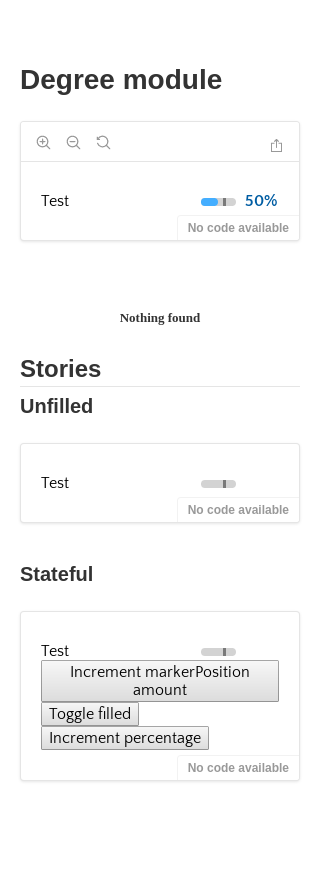 Degree module
Test 50%
No code available
Nothing found
Stories
Unfilled
Test
No code available
Stateful
Test
Increment markerPosition
amount
Toggle filled
Increment percentage
No code available